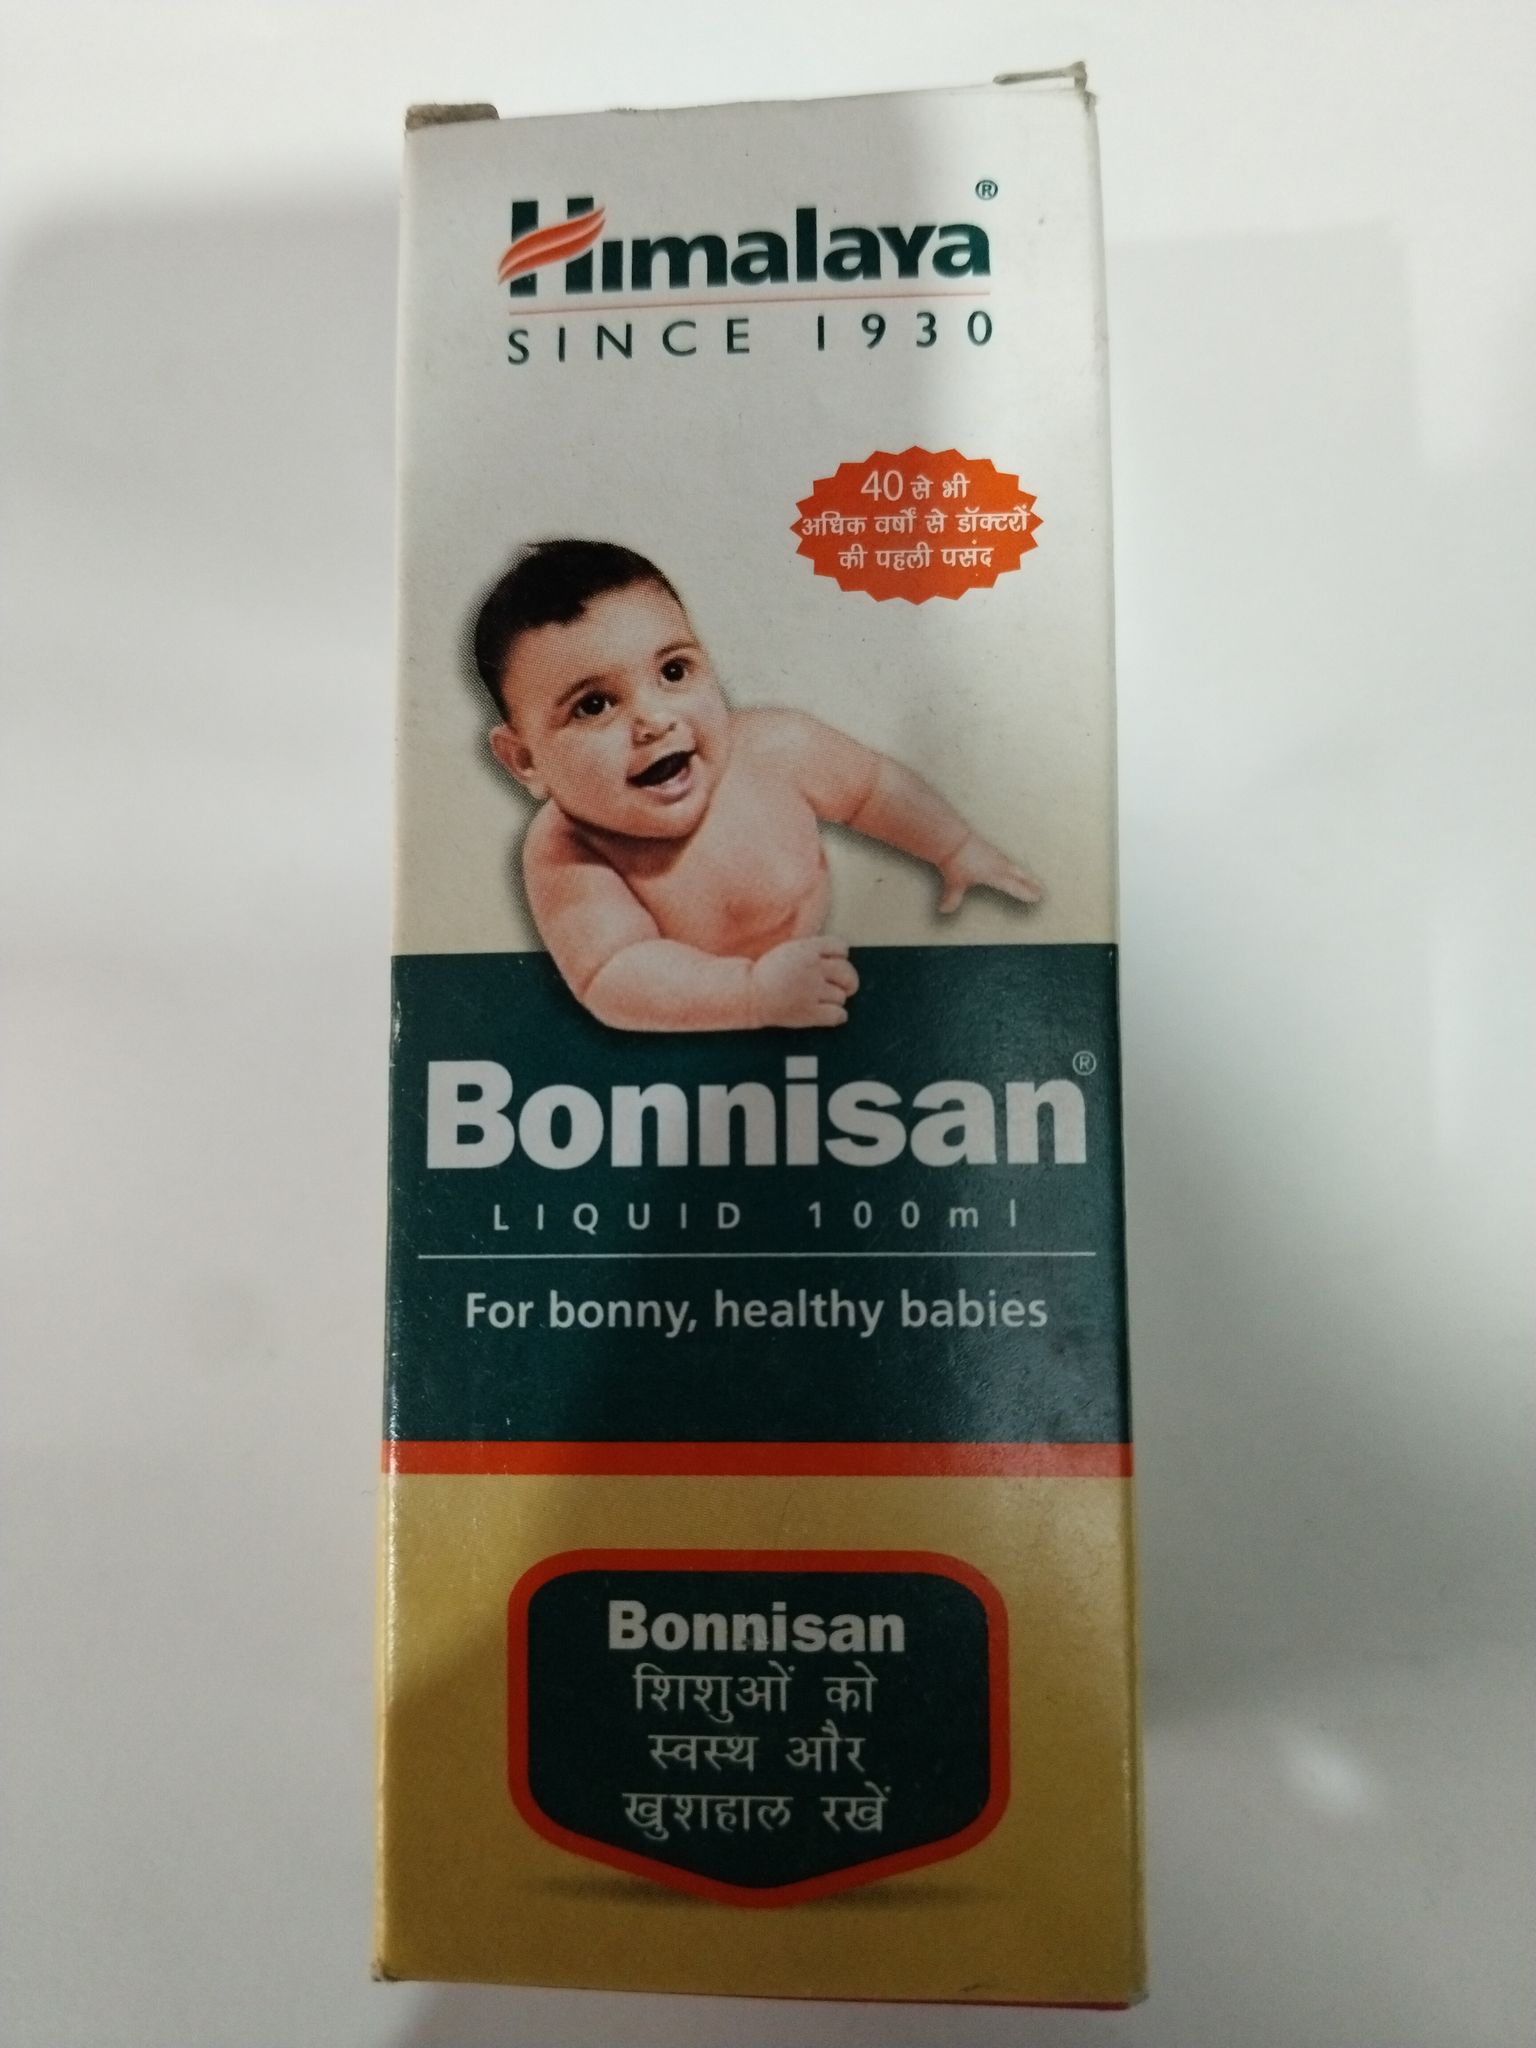 Himalaya®
SINCE 1930
40 से भी
अधिक वर्षों से डॉक्टरों
की पहली पसंद
Bonnisan®
LIQUID 100ml
For bonny, healthy babies
Bonnisan
शिशुओं को
स्वस्थ और
खुशहाल रखें